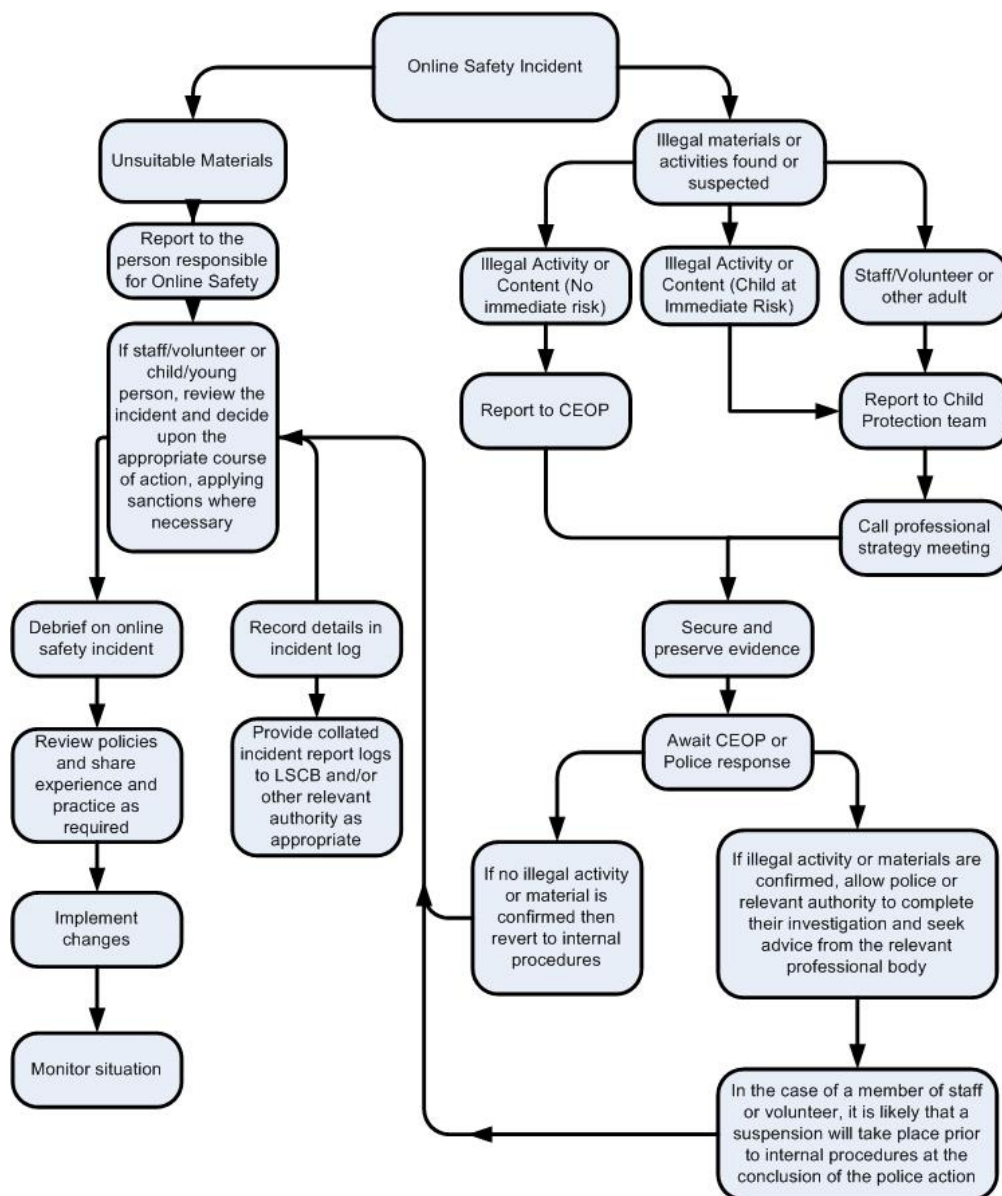 Online Safety Incident
Unsuitable Materials
Illegal materials or
activities found or
suspected
Report to the
person responsible
for Online Safety
Illegal Activity or
Content (No
immediate risk)
Illegal Activity or
Content (Child at
Immediate Risk)
Staff/Volunteer or
other adult
If staff/volunteer or
child/young
person, review the
incident and decide
upon the
appropriate course
of action, applying
sanctions where
necessary
Report to CEOP
Report to Child
Protection team
Call professional
strategy meeting
Debrief on online
safety incident
Record details in
incident log
Secure and
preserve evidence
Review policies
and share
experience and
practice as
required
Provide collated
incident report logs
to LSCB and/or
other relevant
authority as
appropriate
Await CEOP or
Police response
If no illegal activity
or material is
confirmed then
revert to internal
procedures
If illegal activity or materials are
confirmed, allow police or
relevant authority to complete
their investigation and seek
advice from the relevant
professional body
Implement
changes
Monitor situation
In the case of a member of staff
or volunteer, it is likely that a
suspension will take place prior
to internal procedures at the
conclusion of the police action